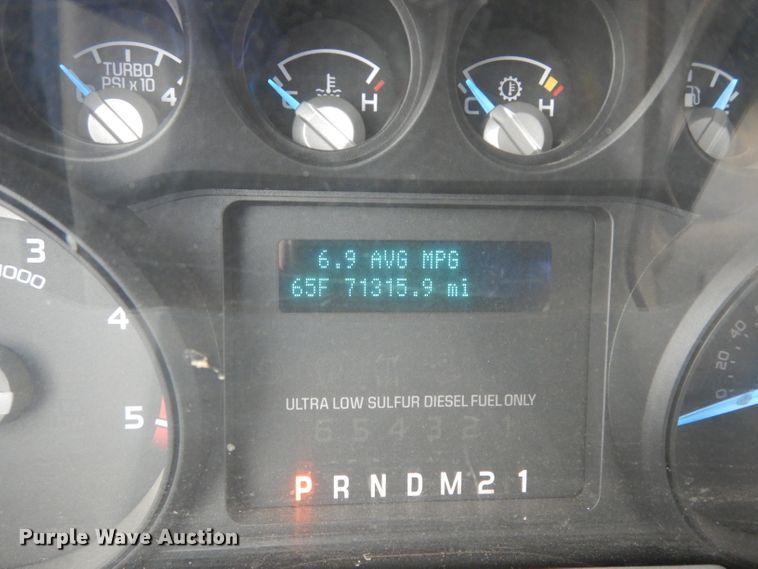 TURBO
PSI x 10
4
C
H
C
H
3
1000
4
5
6.9 AVG MPG
65F 71315.9 mi
ULTRA LOW SULFUR DIESEL FUEL ONLY
6 5 4 3 2 1
P R N D M 2 1
0
20
40
Purple Wave Auction